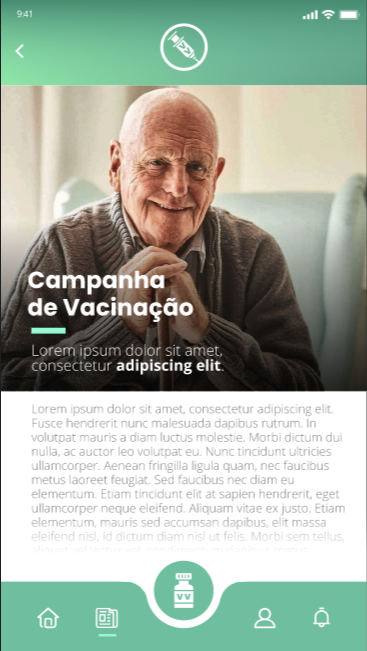 9:41
Campanha
de Vacinação
Lorem ipsum dolor sit amet,
consectetur adipiscing elit.
Lorem ipsum dolor sit amet, consectetur adipiscing elit.
Fusce hendrerit nunc malesuada dapibus rutrum. In
volutpat mauris a diam luctus molestie. Morbi dictum dui
nulla, ac auctor leo volutpat eu. Nunc tincidunt ultricies
ullamcorper. Aenean fringilla ligula quam, nec faucibus
metus laoreet feugiat. Sed faucibus nec diam eu
elementum. Etiam tincidunt elit at sapien hendrerit, eget
ullamcorper neque eleifend. Aliquam vitae ex justo. Etiam
elementum, mauris sed accumsan dapibus, elit massa
eleifend nisl, id dictum diam nisl ut felis. Morbi sem tellus,
VV